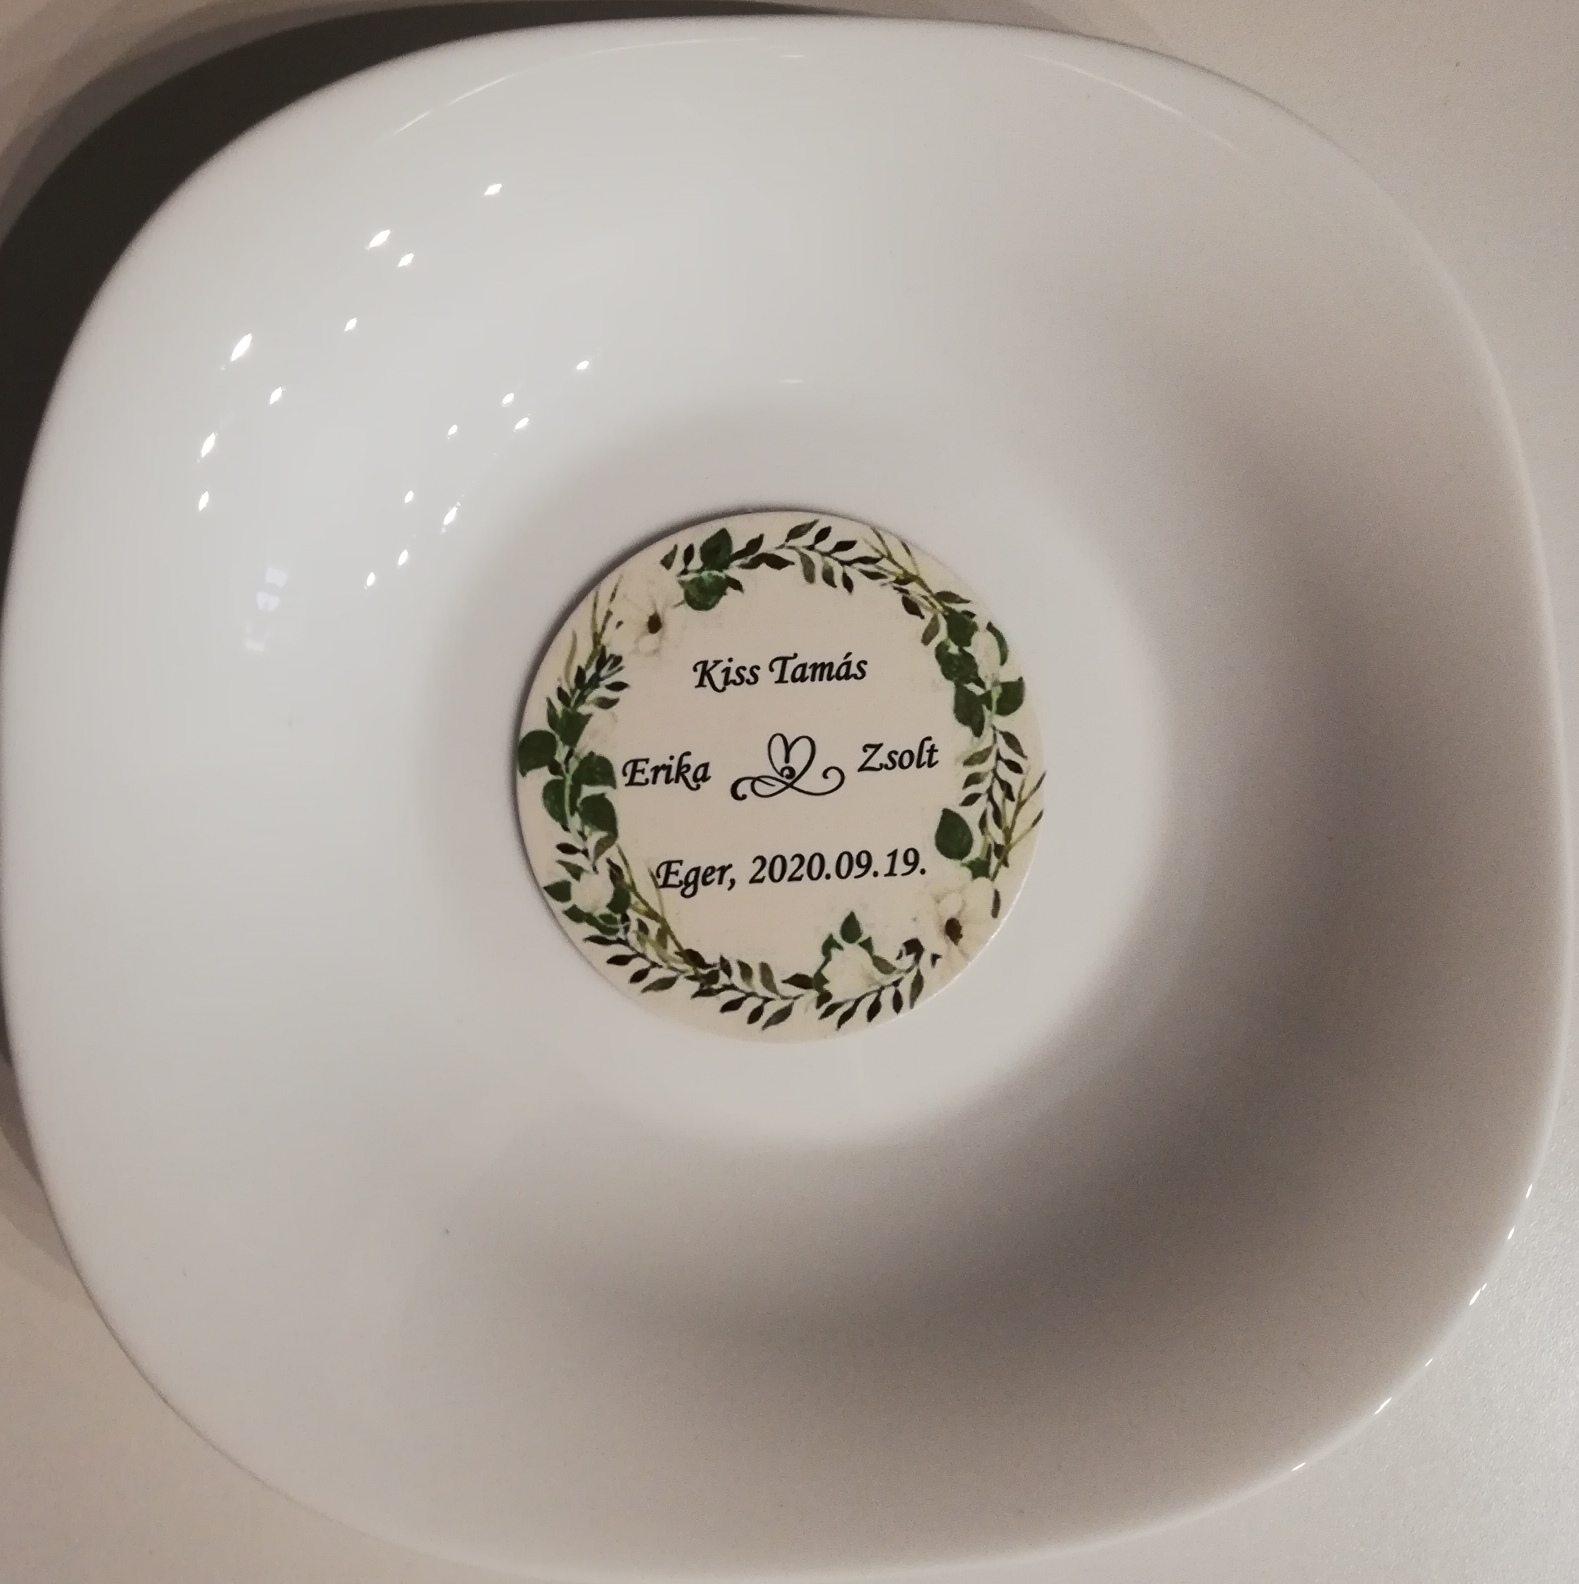 Kiss Tamás
Erika Zsolt
Eger, 2020.09.19.